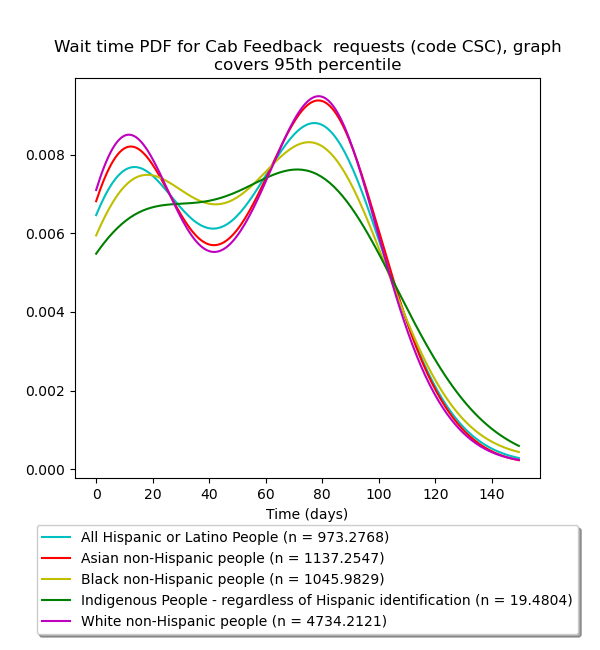 Wait time PDF for Cab Feedback  requests (code CSC), graph
covers 95th percentile
0.008
0.006
0.004
0.002
0.000
0 20 40 60 80 100 120 140
Time (days)
All Hispanic or Latino People (n = 973.2768)
Asian non-Hispanic people (n = 1137.2547)
Black non-Hispanic people (n = 1045.9829)
Indigenous People - regardless of Hispanic identification (n = 19.4804)
White non-Hispanic people (n = 4734.2121)